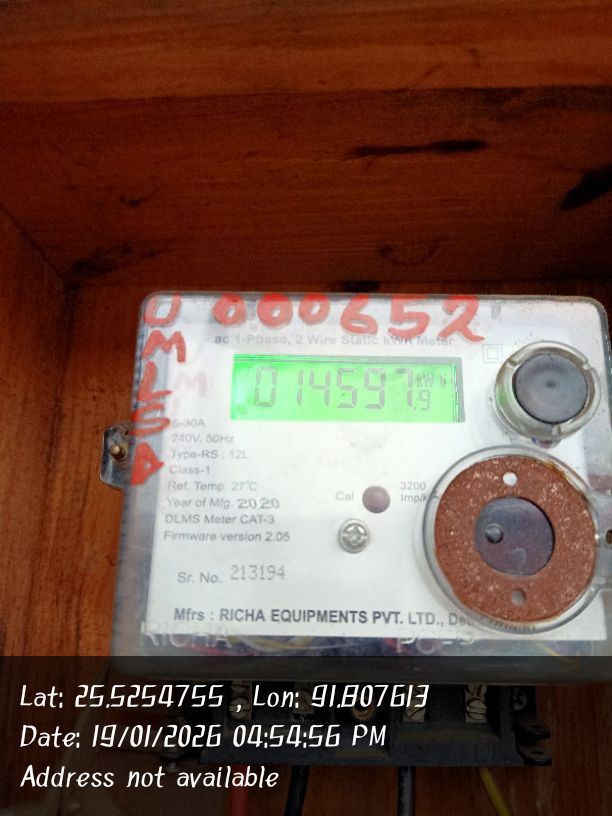 000652
UMLSA
ac 1-Phase, 2 Wire Static kWh Meter
014597.9 kWh
5-30A
240V, 50Hz
Type-RS : 12L
Class-1
Ref. Temp. 27°C
Year of Mfg. 2020
DLMS Meter CAT-3
Firmware version 2.05
Cal
3200
Imp/k
Sr. No. 213194
Mfrs : RICHA EQUIPMENTS PVT. LTD.,
RICHA
Lat: 25.5254755 , Lon: 91.807613
Date: 19/01/2026 04:54:56 PM
Address not available